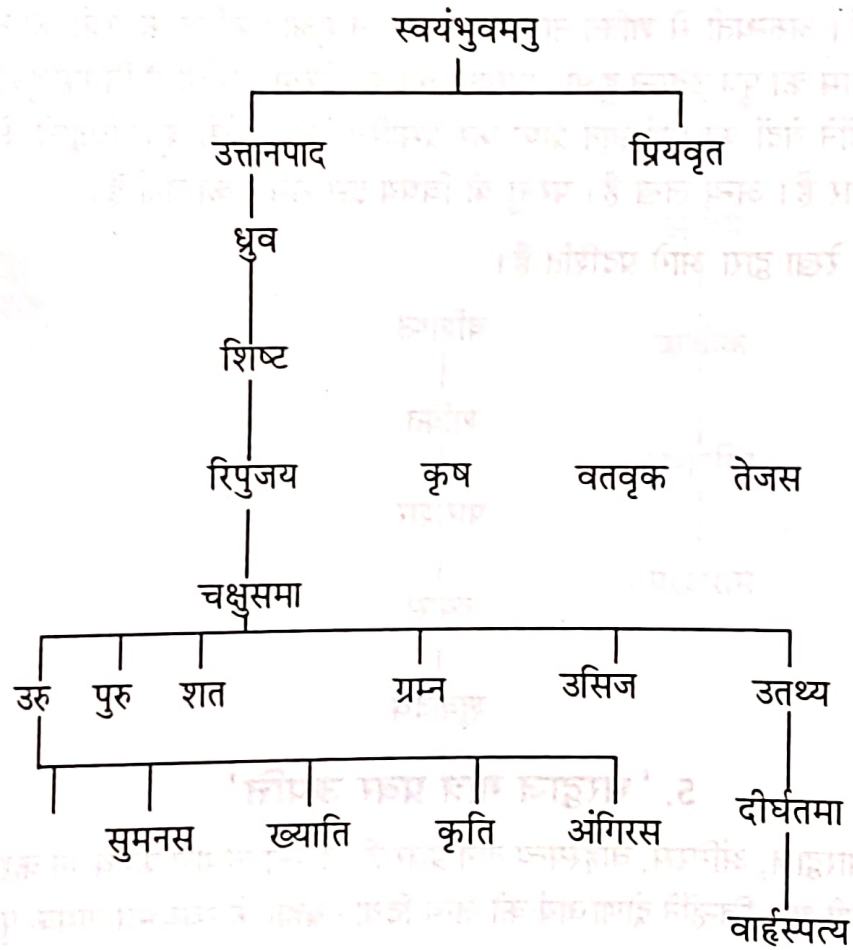 स्वयंभुवमनु
उत्तानपाद प्रियवृत
ध्रुव
शिष्ट
रिपुजय कृष वतवृक तेजस
चक्षुसमा
उरु पुरु शत ग्रम्न उसिज उतथ्य
सुमनस ख्याति कृति अंगिरस दीर्घतमा
वार्हस्पत्य